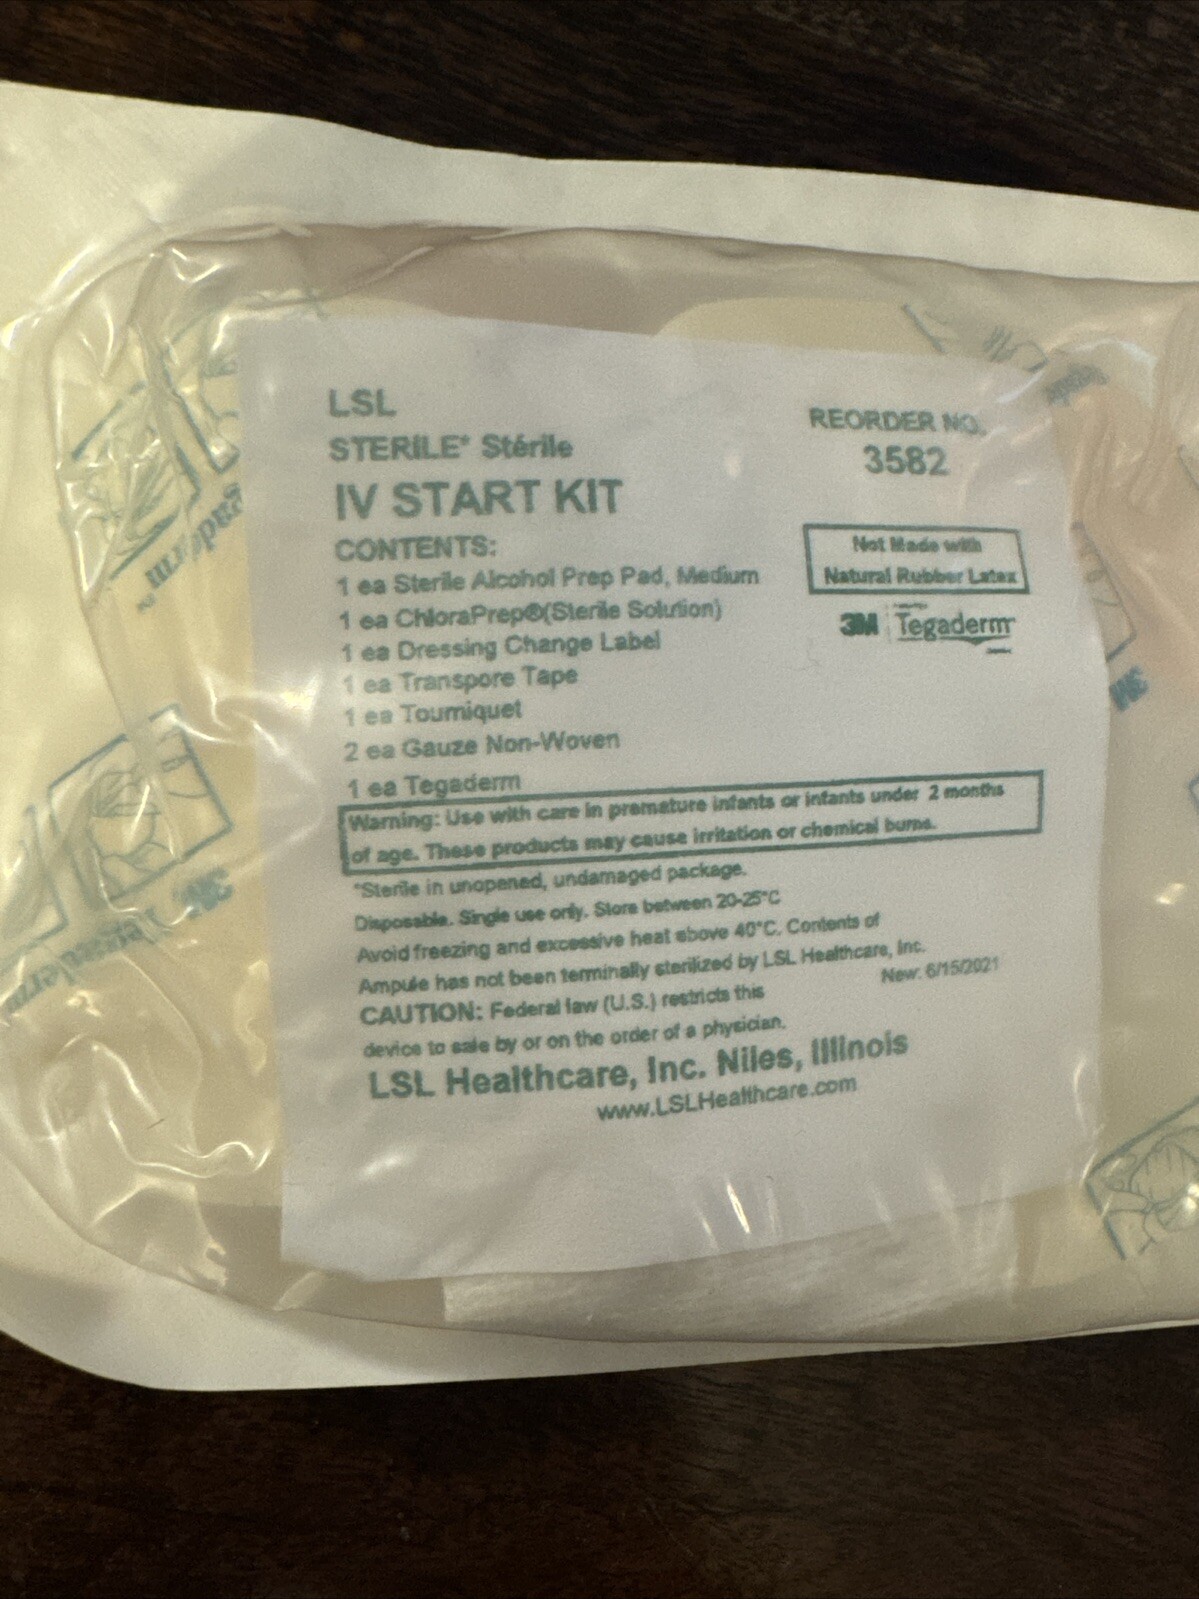 LSL
STERILE* Stérile
IV START KIT
REORDER NO.
3582
CONTENTS:
1 ea Sterile Alcohol Prep Pad, Medium
1 ea ChloraPrep®(Sterile Solution)
1 ea Dressing Change Label
1 ea Transpore Tape
1 ea Tourniquet
2 ea Gauze Non-Woven
1 ea Tegaderm
Not Made with
Natural Rubber Latex
3M Tegaderm
Warning: Use with care in premature infants or infants under 2 months
of age. These products may cause irritation or chemical burns.
*Sterile in unopened, undamaged package.
Disposable. Single use only. Store between 20-25°C
Avoid freezing and excessive heat above 40°C. Contents of
Ampule has not been terminally sterilized by LSL Healthcare, Inc.
New: 6/15/2021
CAUTION: Federal law (U.S.) restricts this
device to sale by or on the order of a physician.
LSL Healthcare, Inc. Niles, Illinois
www.LSLHealthcare.com
3M
3M